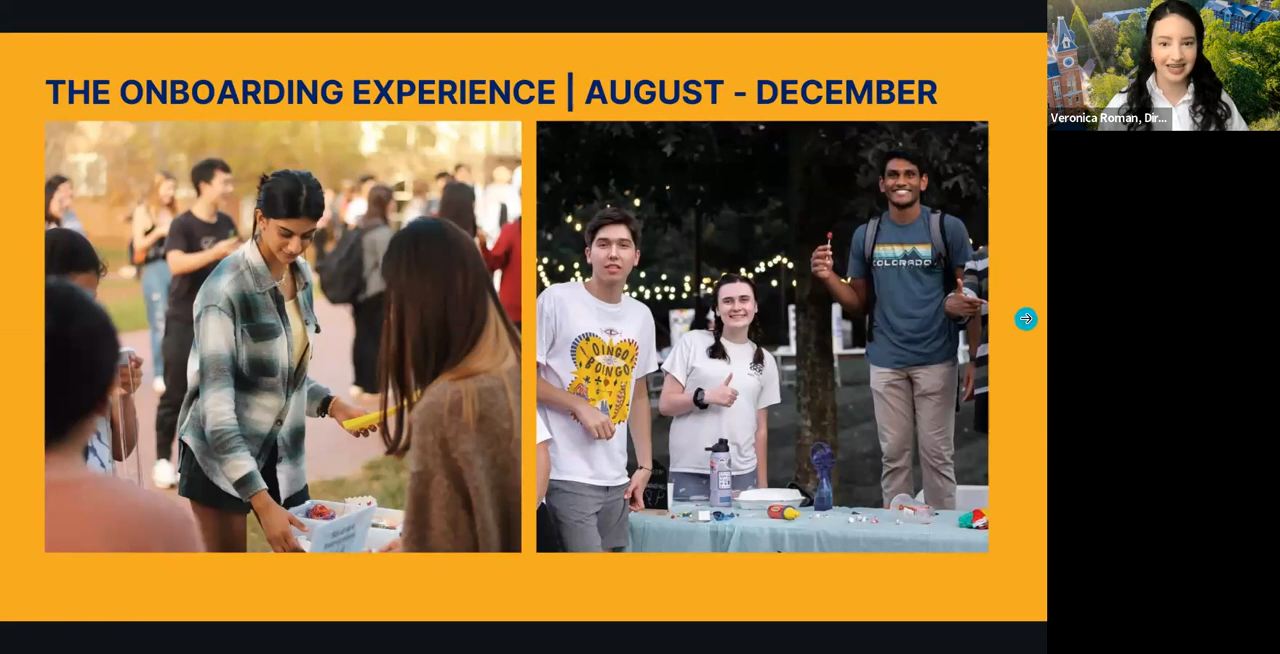 THE ONBOARDING EXPERIENCE | AUGUST - DECEMBER
Veronica Roman, Dir...
OINGO
BOINGO
COLORADO